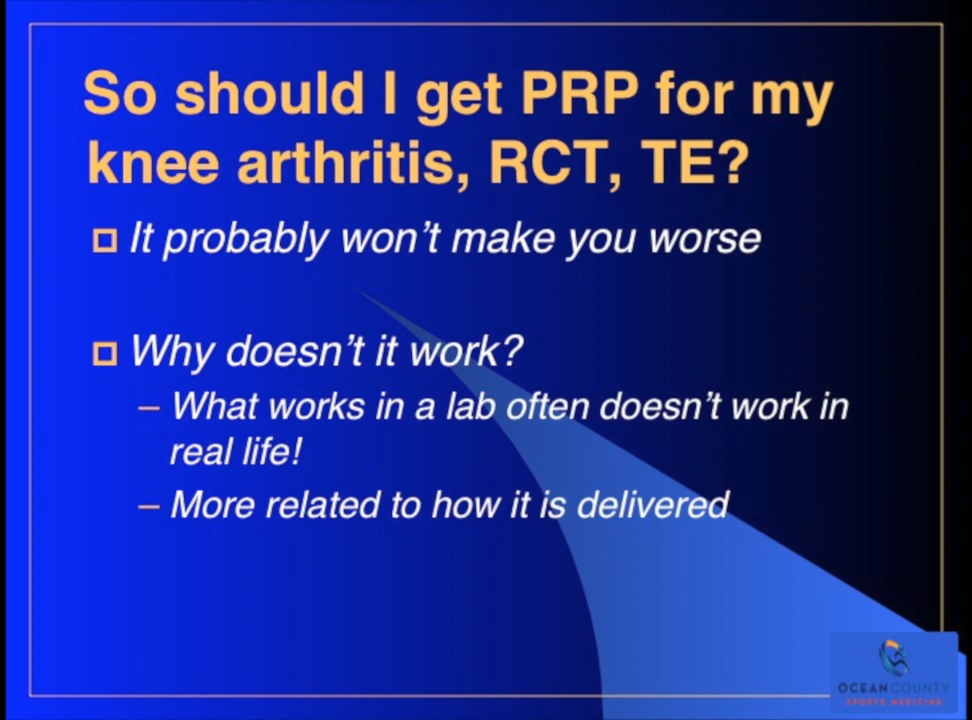 So should I get PRP for my
knee arthritis, RCT, TE?
It probably won't make you worse
Why doesn't it work?
– What works in a lab often doesn't work in
real life!
– More related to how it is delivered
OCEAN COUNTY
SPORTS MEDICINE